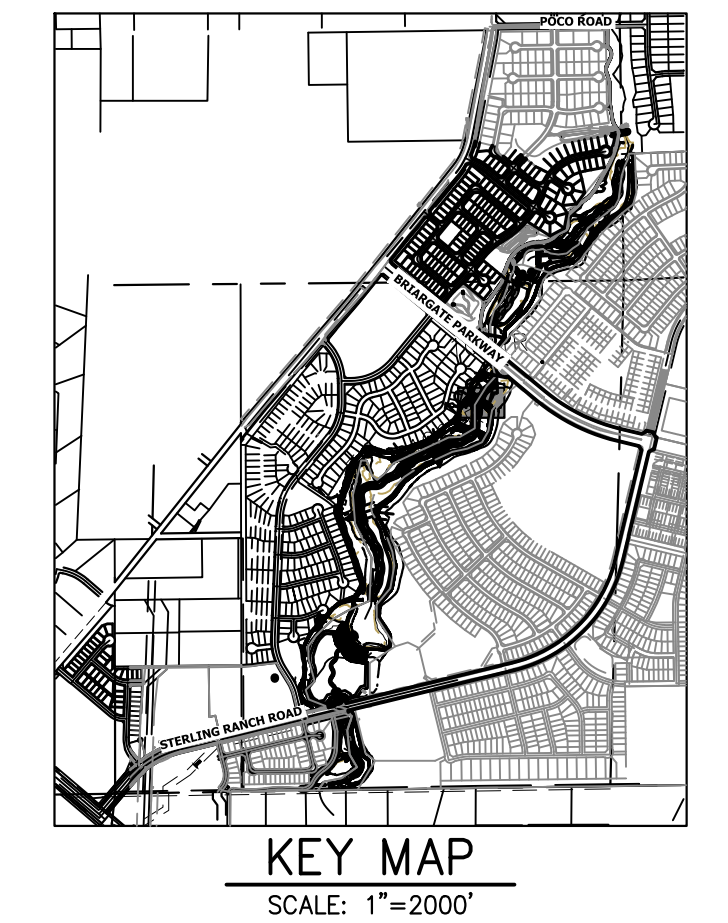 POCO ROAD
BRIARGATE PARKWAY
STERLING RANCH ROAD
KEY MAP
SCALE: 1"=2000'